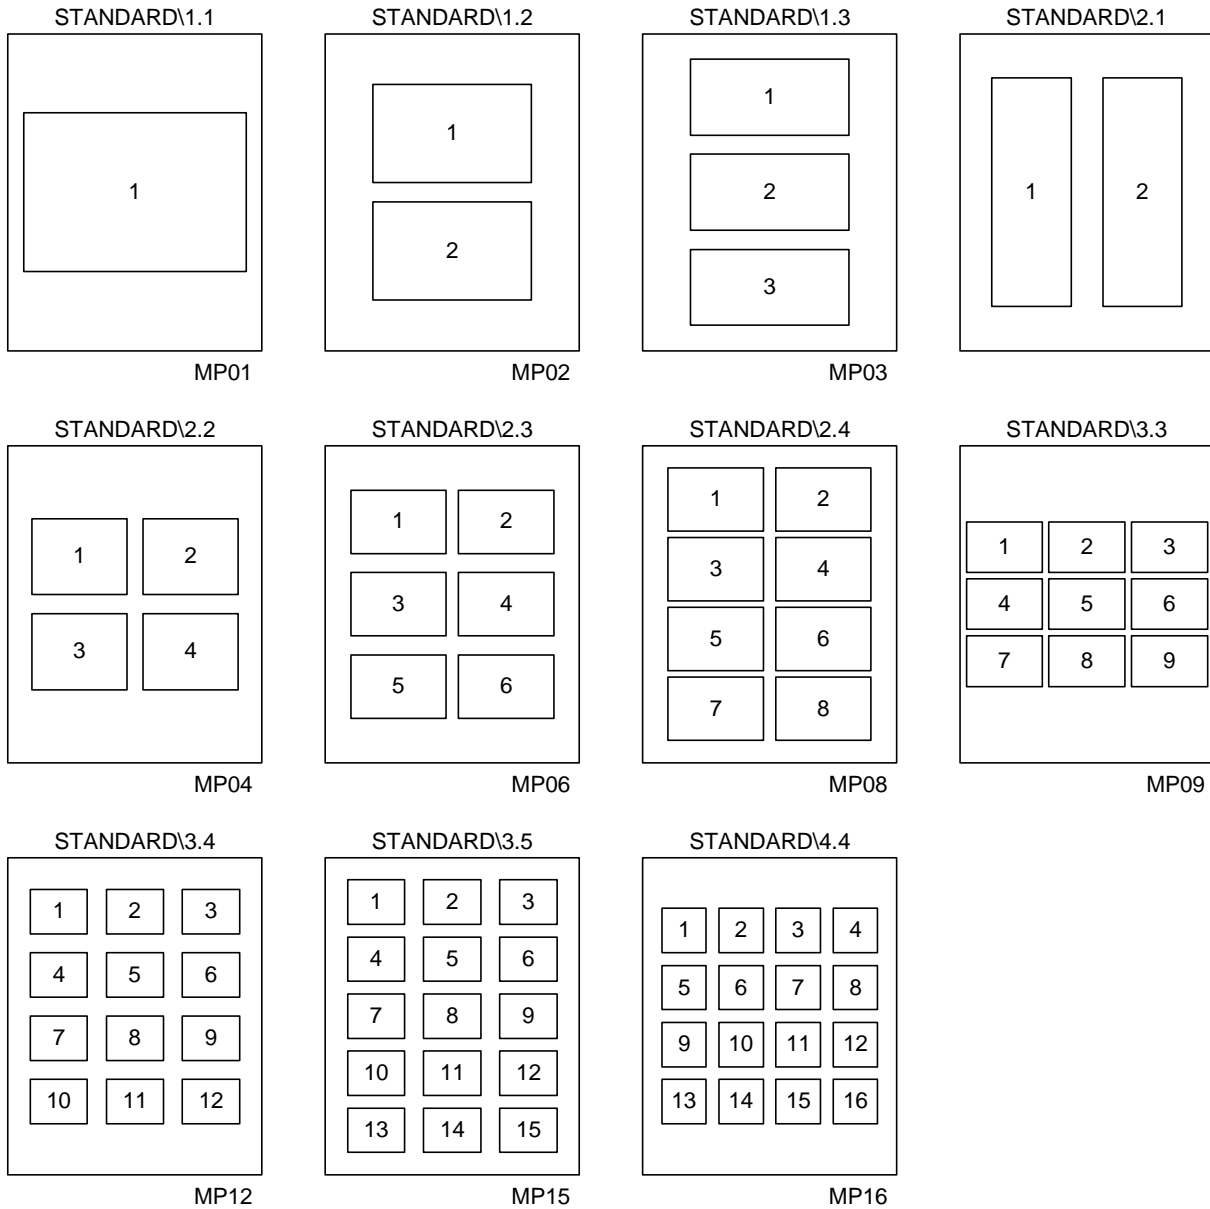 STANDARD\1.1 STANDARD\1.2 STANDARD\1.3 STANDARD\2.1
1
1
2
1
2
3
1 2
MP01 MP02 MP03
STANDARD\2.2 STANDARD\2.3 STANDARD\2.4 STANDARD\3.3
1 2
3 4
1 2
3 4
5 6
1 2
3 4
5 6
7 8
1 2 3
4 5 6
7 8 9
MP04 MP06 MP08 MP09
STANDARD\3.4 STANDARD\3.5 STANDARD\4.4
1 2 3
4 5 6
7 8 9
10 11 12
1 2 3
4 5 6
7 8 9
10 11 12
13 14 15
1 2 3 4
5 6 7 8
9 10 11 12
13 14 15 16
MP12 MP15 MP16